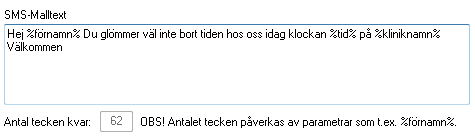 SMS-Malltext
Hej %förnamn% Du glömmer väl inte bort tiden hos oss idag klockan %tid% på %kliniknamn%
Välkommen
Antal tecken kvar: 62 OBS! Antalet tecken påverkas av parametrar som t.ex. %förnamn%.